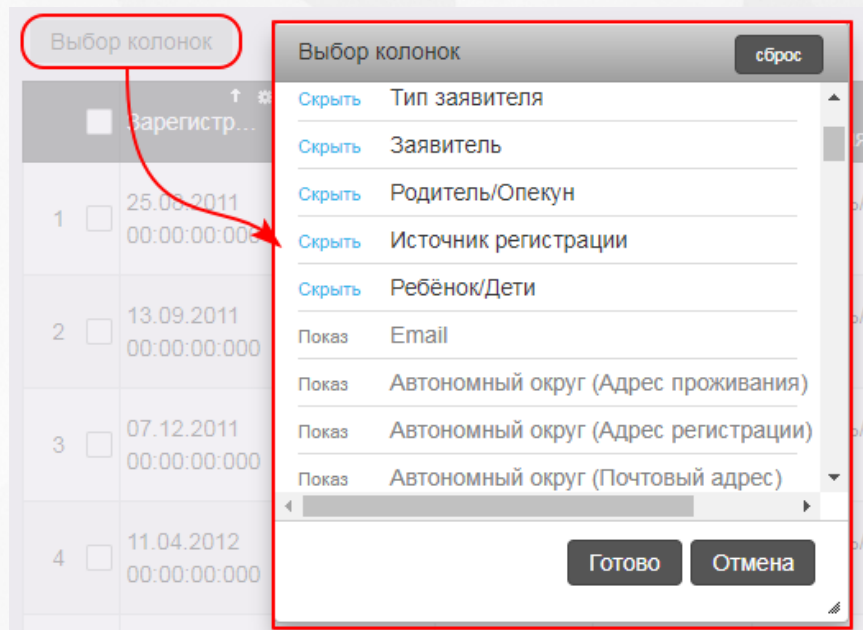 Выбор колонок
Зарегистр...
1
25.08.2011
00:00:00:000
2
13.09.2011
00:00:00:000
3
07.12.2011
00:00:00:000
4
11.04.2012
00:00:00:000
Выбор колонок
сброс
Скрыть Тип заявителя
Скрыть Заявитель
Скрыть Родитель/Опекун
Скрыть Источник регистрации
Скрыть Ребёнок/Дети
Показ Email
Показ Автономный округ (Адрес проживания)
Показ Автономный округ (Адрес регистрации)
Показ Автономный округ (Почтовый адрес)
Готово Отмена